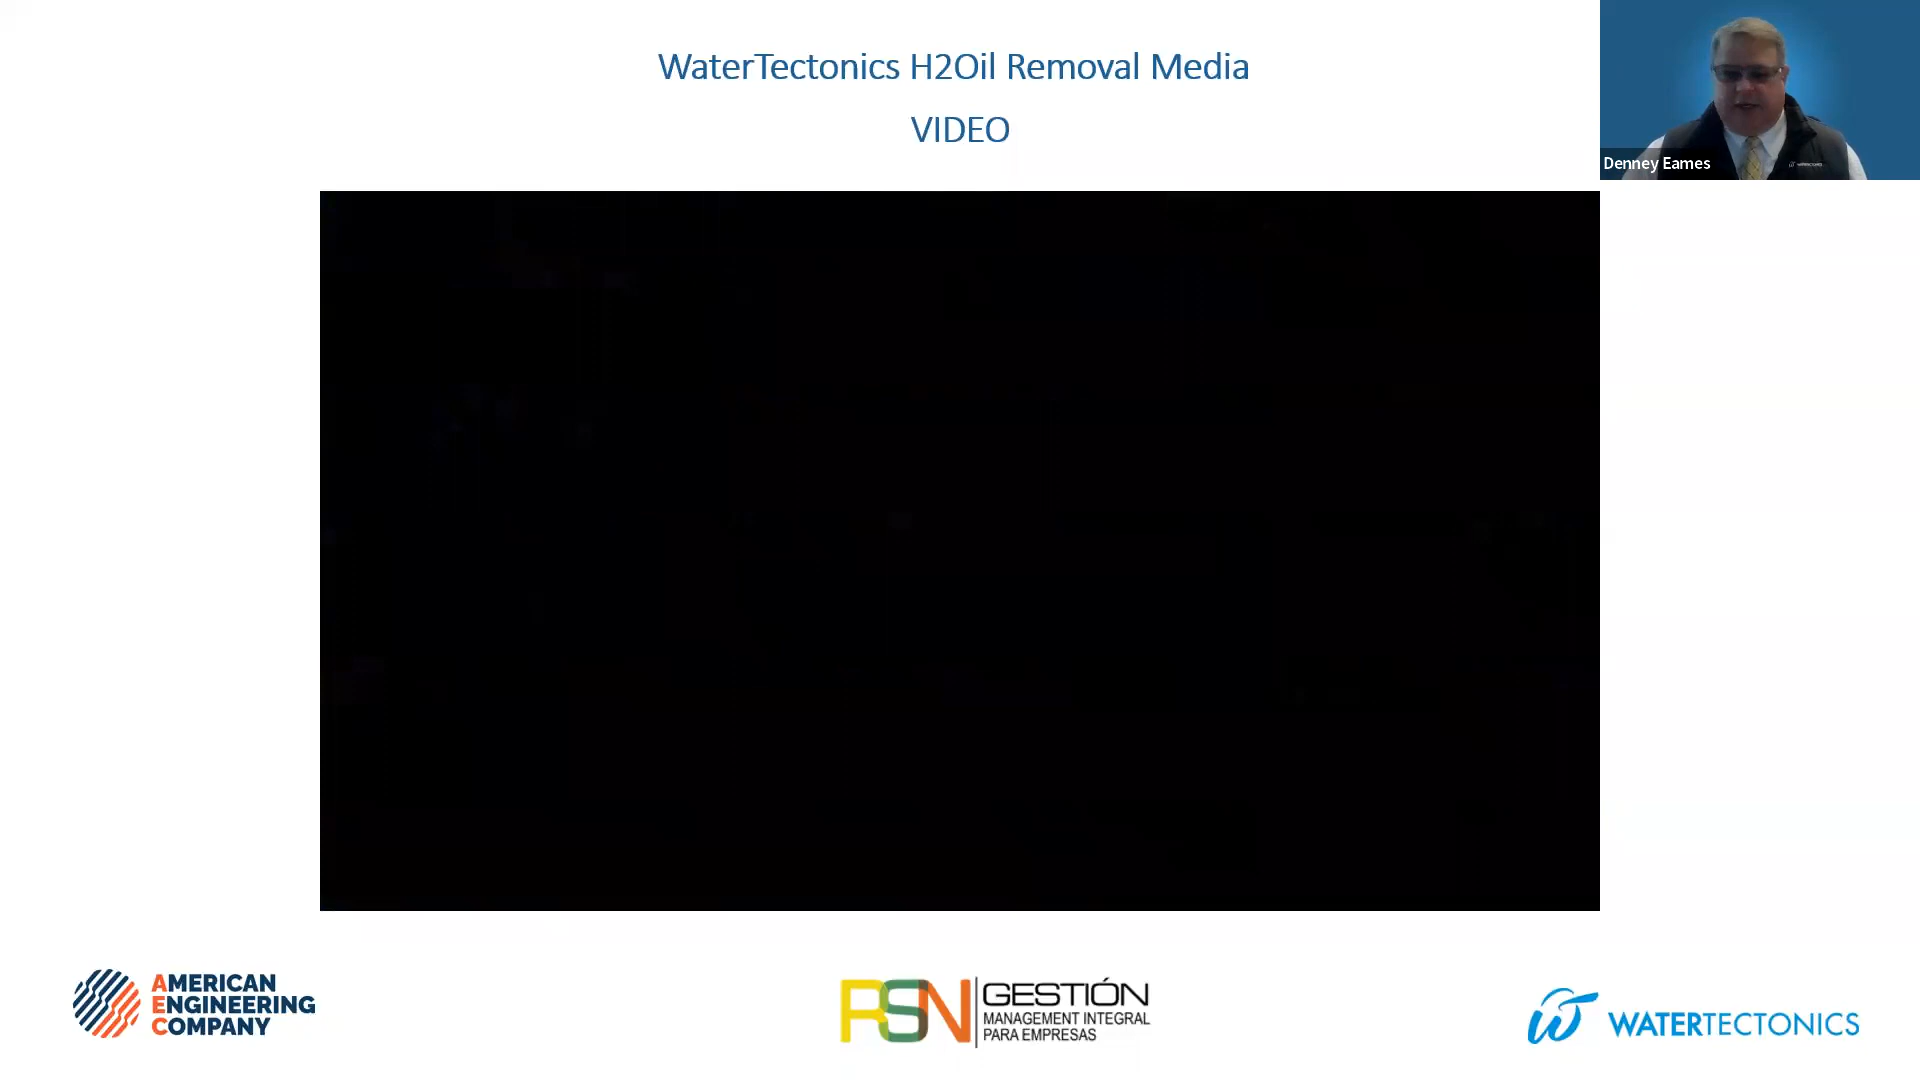 WaterTectonics H2Oil Removal Media
VIDEO
Denney Eames
AMERICAN
ENGINEERING
COMPANY
RSN
GESTIÓN
MANAGEMENT INTEGRAL
PARA EMPRESAS
WATERTECTONICS